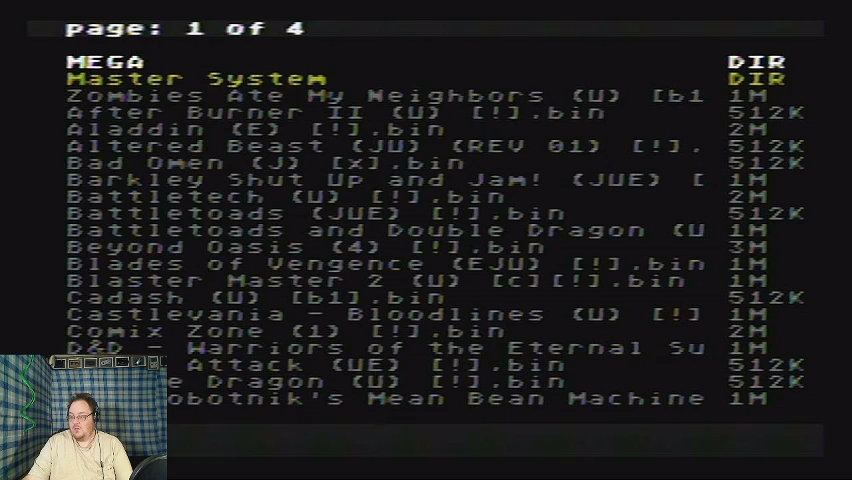 page: 1 of 4
MEGA DIR
Master System DIR
Zombies Ate My Neighbors (U) [b1 1M
After Burner II (U) [!].bin 512K
Aladdin (E) [!].bin 2M
Altered Beast (JU) (REV 01) [!]. 512K
Bad Omen (J) [x].bin 512K
Barkley Shut Up and Jam! (JUE) [ 1M
Battletech (U) [!].bin 2M
Battletoads (JUE) [!].bin 512K
Battletoads and Double Dragon (U 1M
Beyond Oasis (4) [!].bin 3M
Blades of Vengence (EJU) [!].bin 1M
Blaster Master 2 (U) [c][!].bin 1M
Cadash (U) [b1].bin 512K
Castlevania - Bloodlines (U) [!] 1M
Comix Zone (1) [!].bin 2M
D&D - Warriors of the Eternal Su 1M
Attack (UE) [!].bin 512K
e Dragon (U) [!].bin 512K
obotnik's Mean Bean Machine 1M